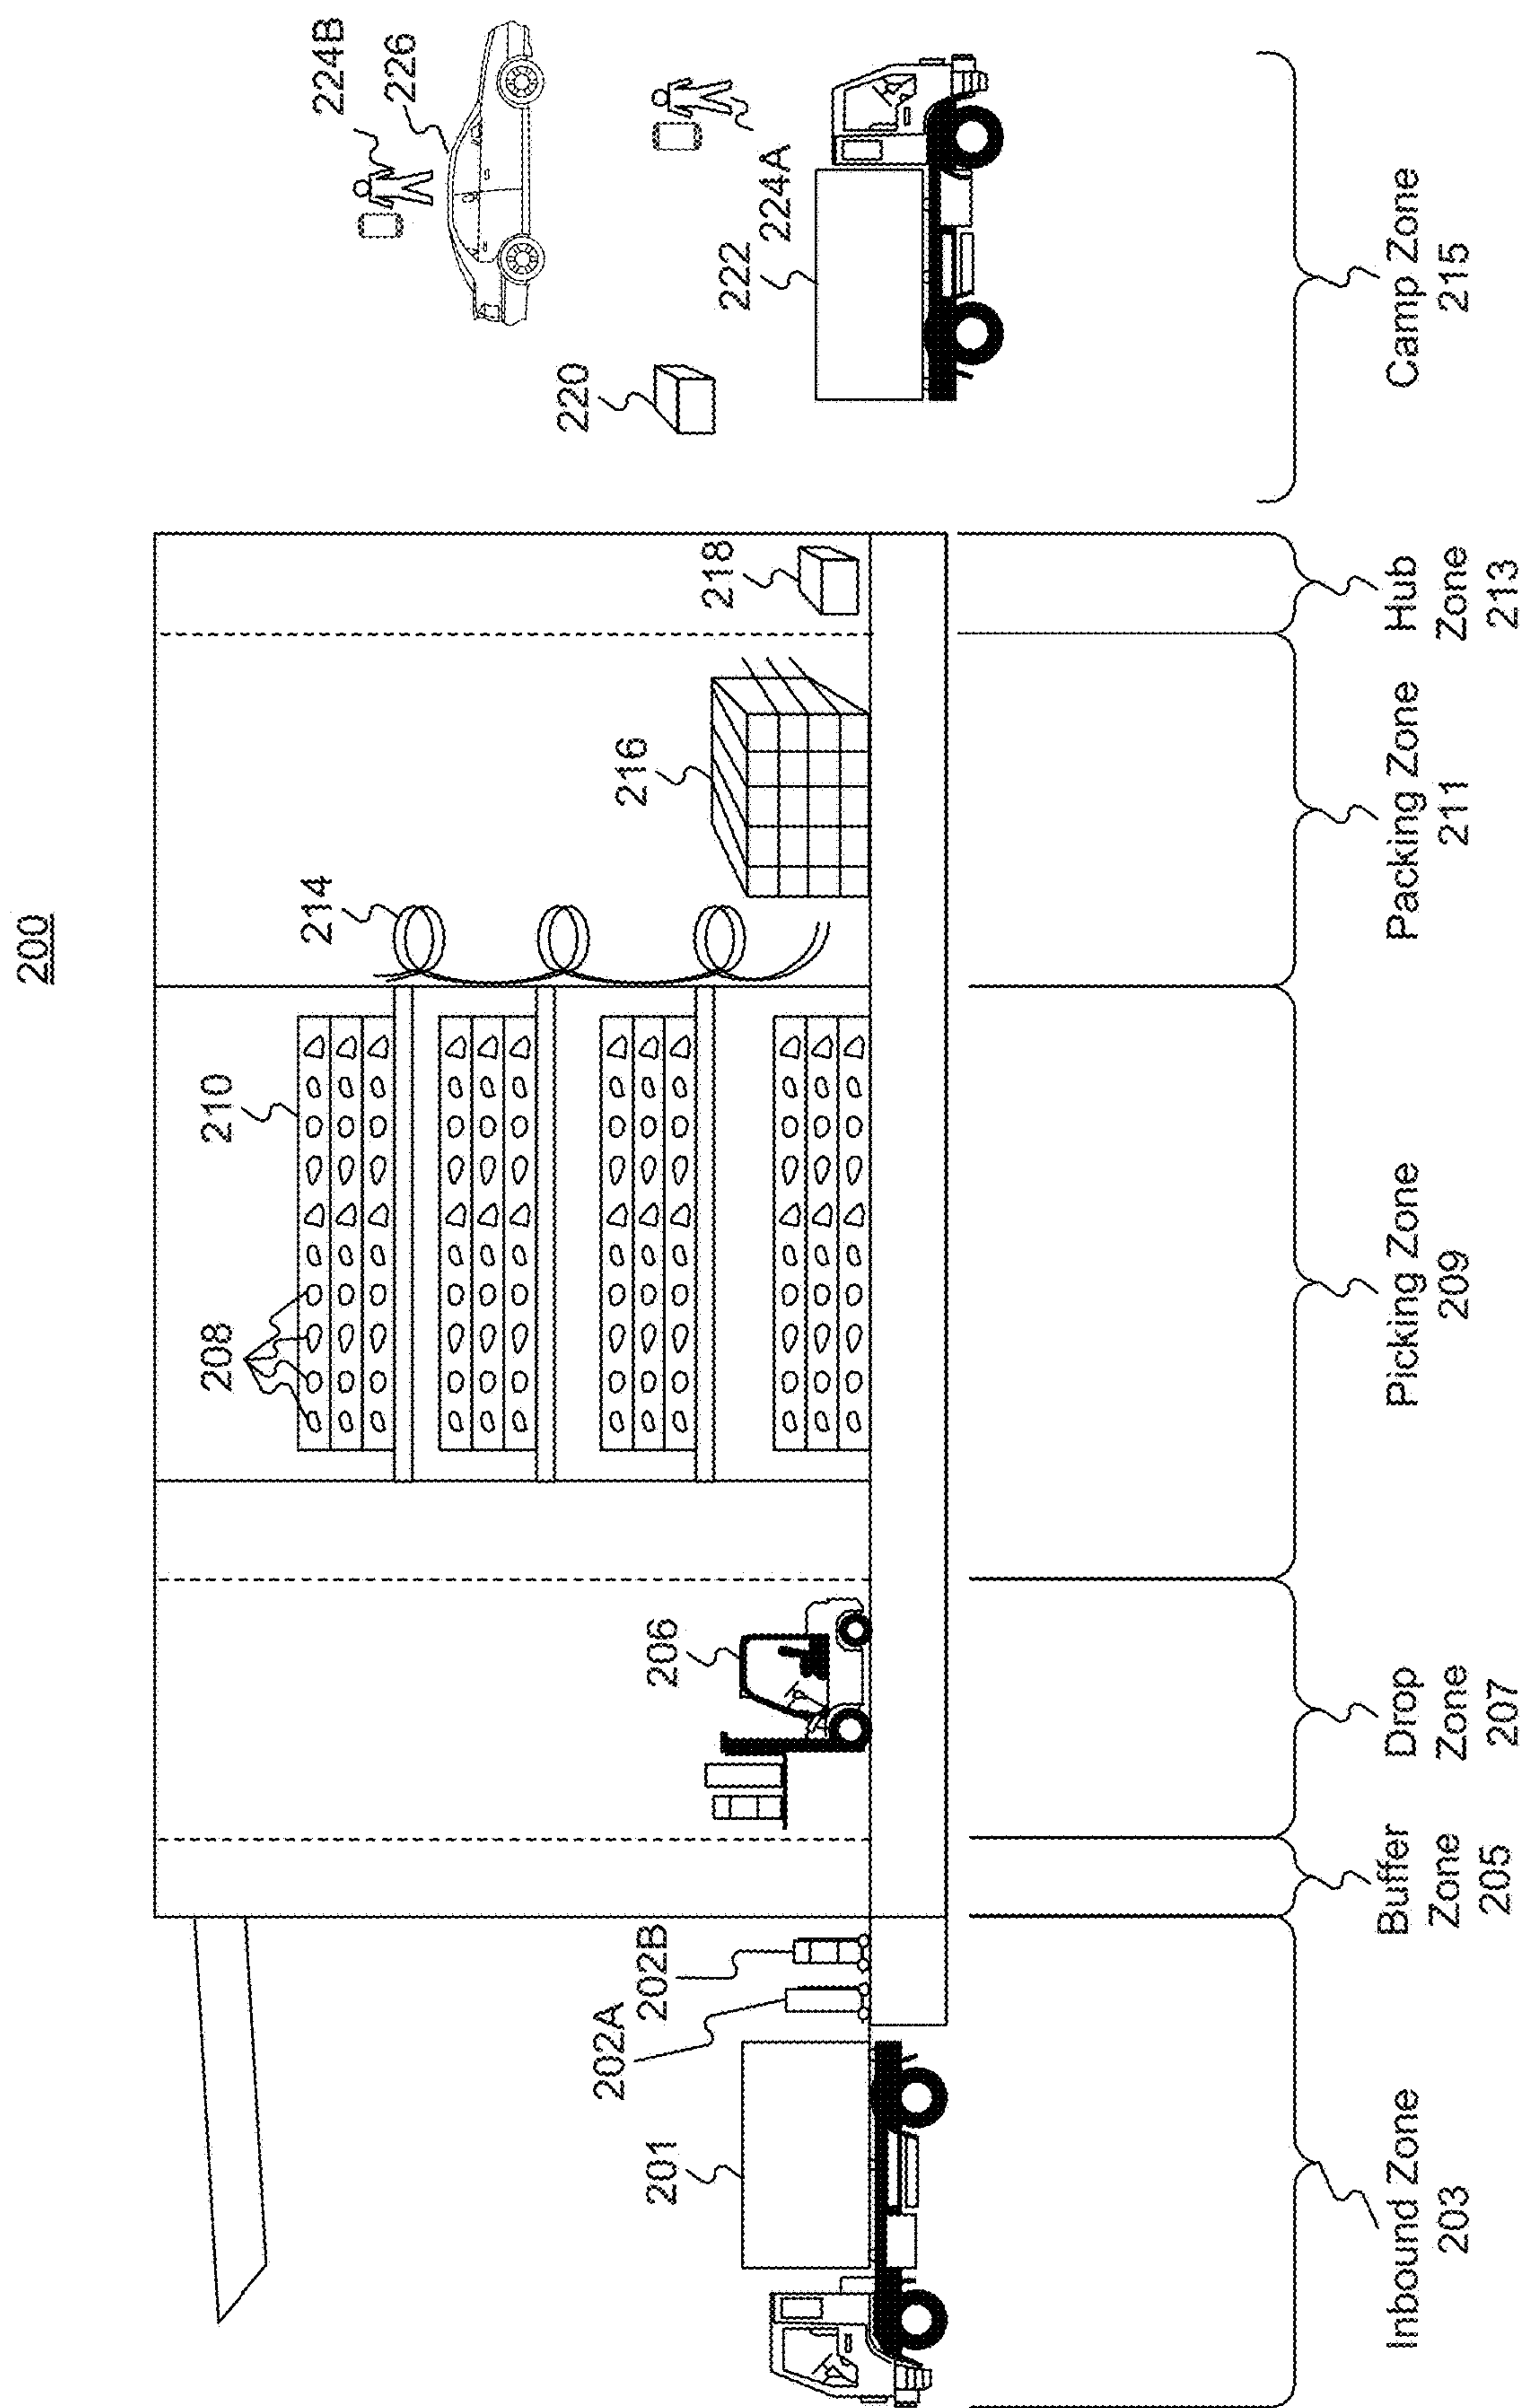 200
224B
226
224A
222
220
218
216
214
210
208
206
202B
202A
201
Inbound Zone
203
Buffer
Zone
205
Drop
Zone
207
Picking Zone
209
Packing Zone
211
Hub
Zone
213
Camp Zone
215